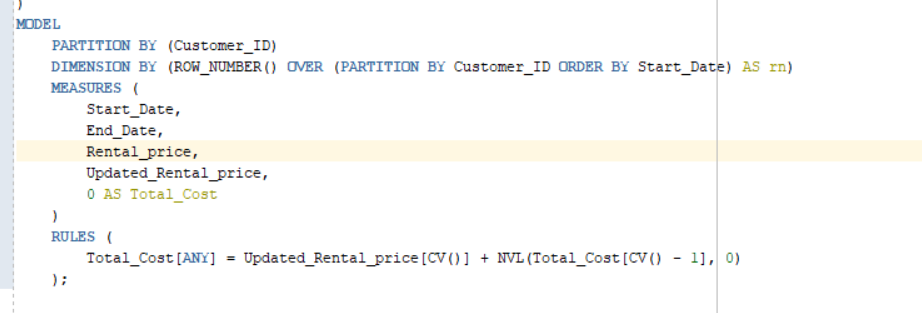 )
MODEL
PARTITION BY (Customer_ID)
DIMENSION BY (ROW_NUMBER() OVER (PARTITION BY Customer_ID ORDER BY Start_Date) AS rn)
MEASURES (
Start_Date,
End_Date,
Rental_price,
Updated_Rental_price,
0 AS Total_Cost
)
RULES (
Total_Cost[ANY] = Updated_Rental_price[CV()] + NVL(Total_Cost[CV() - 1], 0)
);